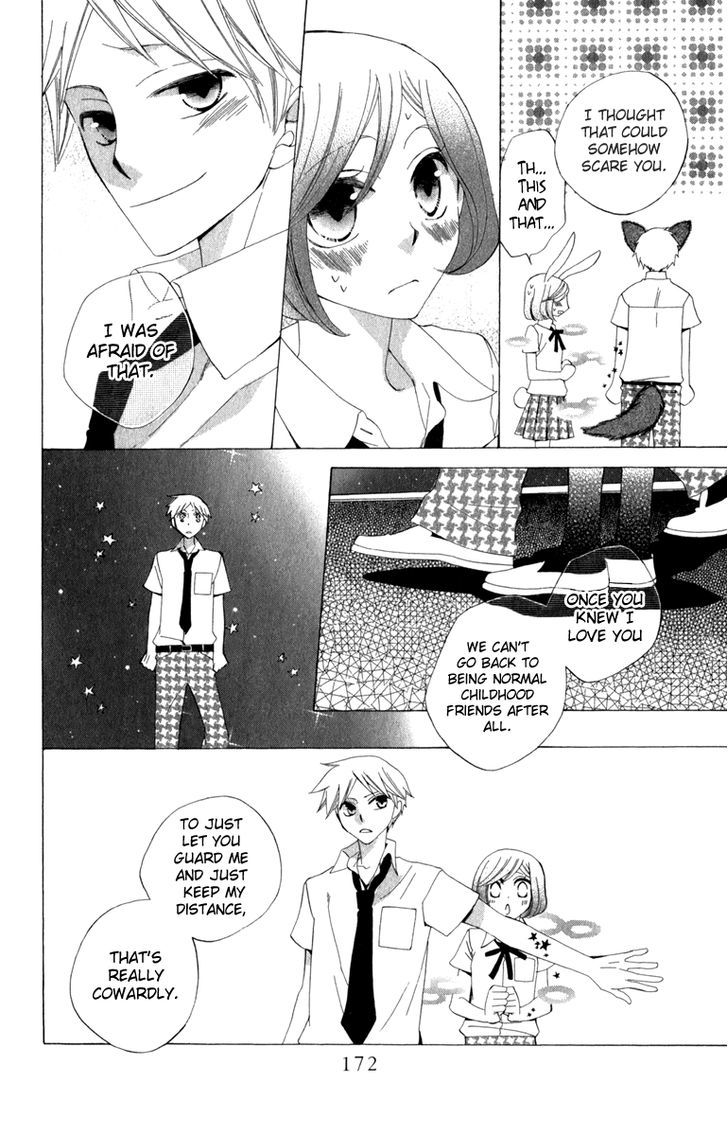 I THOUGHT
THAT COULD
SOMEHOW
SCARE YOU.
TH...
THIS
AND
THAT...
I WAS
AFRAID OF
THAT.
ONCE YOU
KNEW I
LOVE YOU
WE CAN'T
GO BACK TO
BEING NORMAL
CHILDHOOD
FRIENDS AFTER
ALL.
TO JUST
LET YOU
GUARD ME
AND JUST
KEEP MY
DISTANCE,
THAT'S
REALLY
COWARDLY.
172